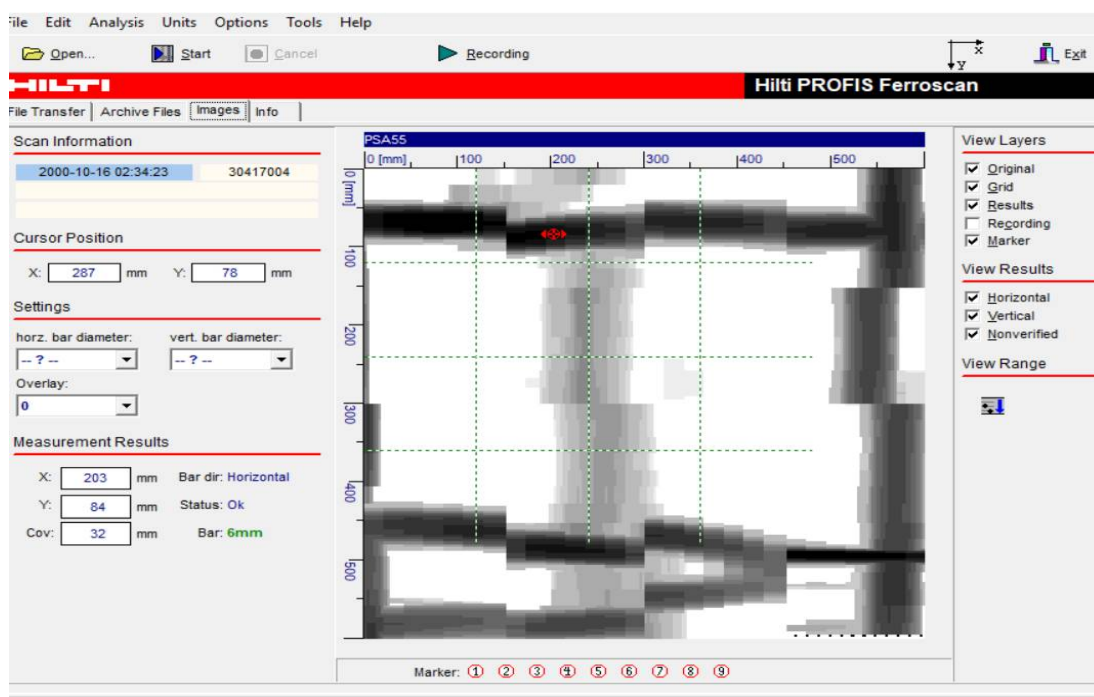 File Edit Analysis Units Options Tools Help
Open... Start Cancel Recording x y Exit
HILTI Hilti PROFIS Ferroscan
File Transfer Archive Files Images Info
Scan Information
2000-10-16 02:34:23 30417004
Cursor Position
X: 287 mm Y: 78 mm
Settings
horz. bar diameter: vert. bar diameter:
-- ? -- -- ? --
Overlay:
0
Measurement Results
X: 203 mm Bar dir: Horizontal
Y: 84 mm Status: Ok
Cov: 32 mm Bar: 6mm
PSA55
0 [mm] 100 200 300 400 500
0 [mm]
100
200
300
400
500
Marker: 1 2 3 4 5 6 7 8 9
View Layers
Original
Grid
Results
Recording
Marker
View Results
Horizontal
Vertical
Nonverified
View Range